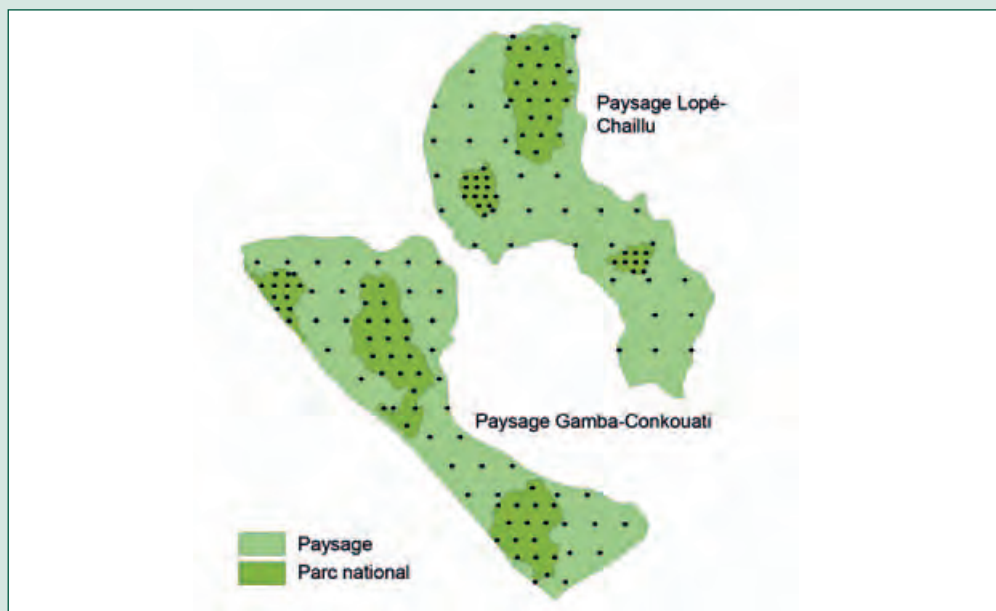 Paysage Lopé-
Chaillu
Paysage Gamba-Conkouati
Paysage
Parc national